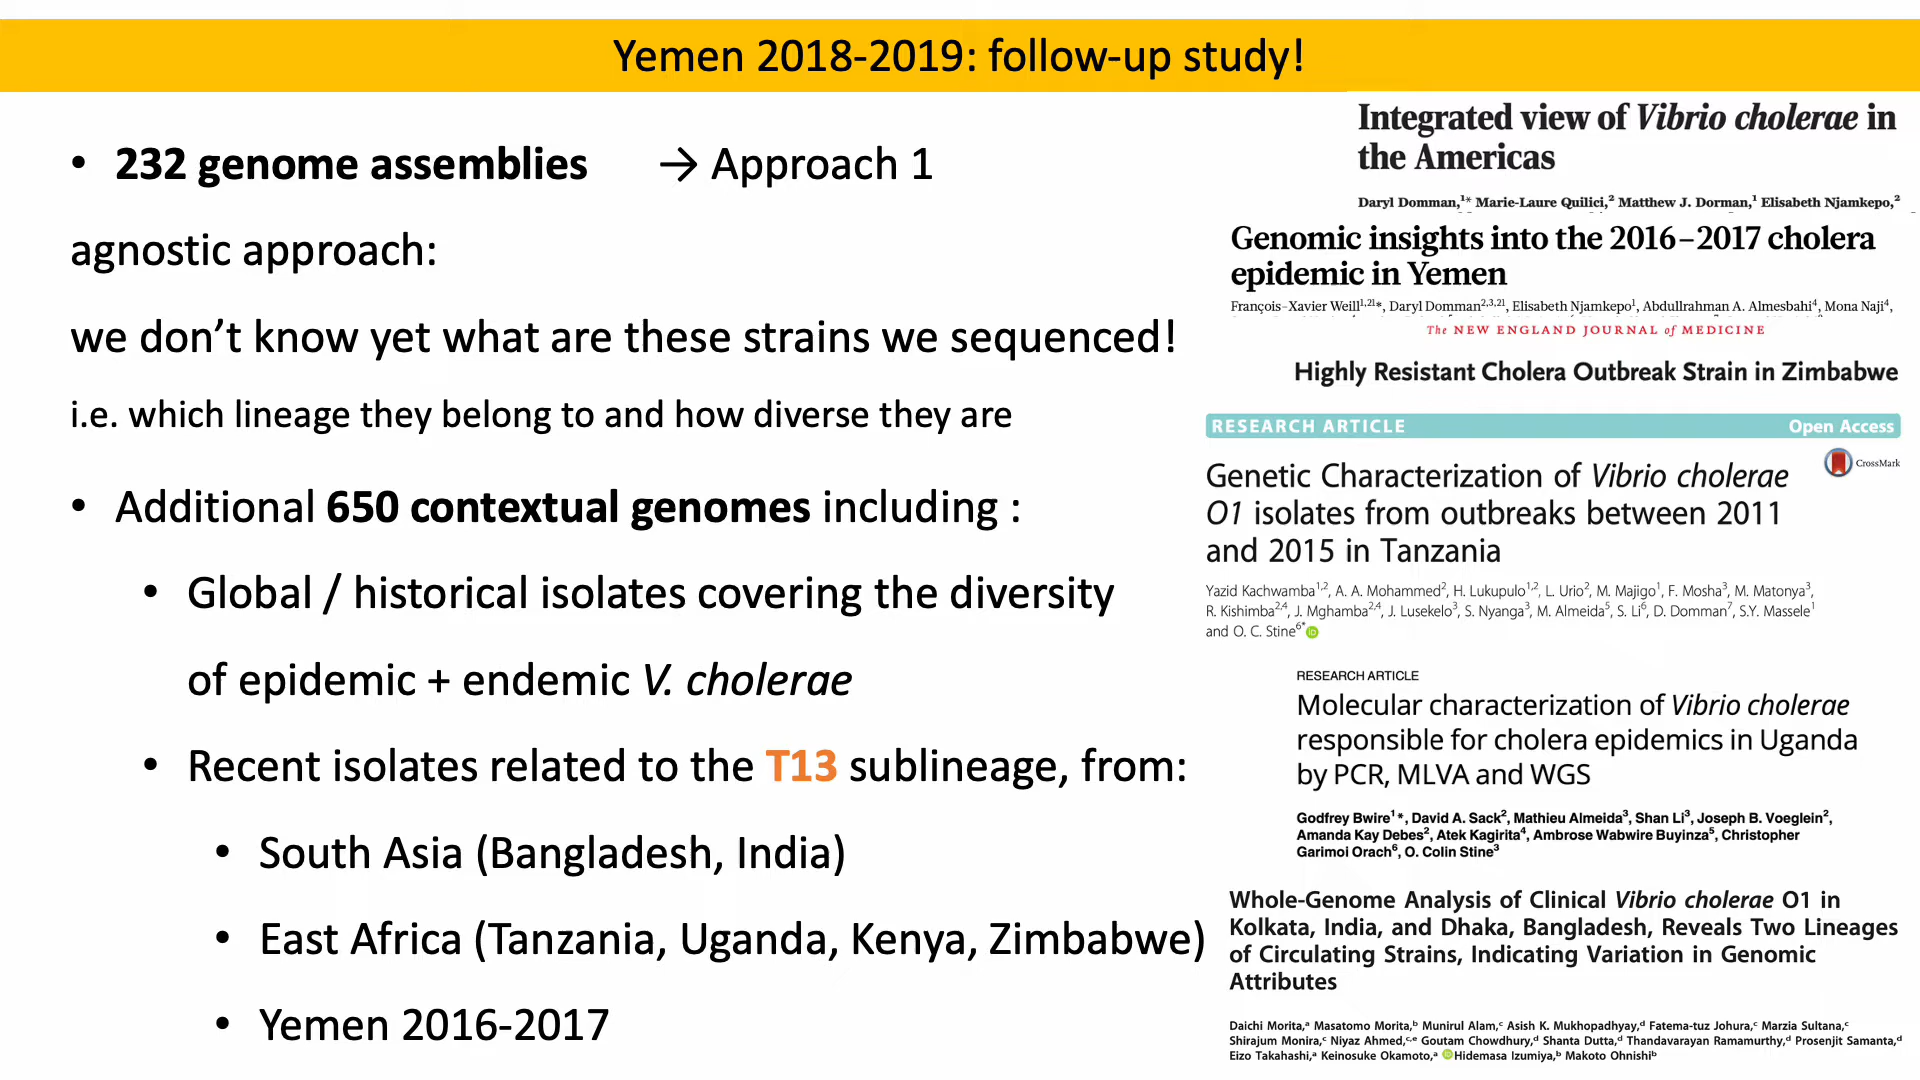 Yemen 2018-2019: follow-up study!
• 232 genome assemblies → Approach 1
agnostic approach:
we don’t know yet what are these strains we sequenced!
i.e. which lineage they belong to and how diverse they are
• Additional 650 contextual genomes including :
• Global / historical isolates covering the diversity
of epidemic + endemic V. cholerae
• Recent isolates related to the T13 sublineage, from:
• South Asia (Bangladesh, India)
• East Africa (Tanzania, Uganda, Kenya, Zimbabwe)
• Yemen 2016-2017
Integrated view of Vibrio cholerae in
the Americas
Daryl Domman,¹* Marie-Laure Quilici,² Matthew J. Dorman,¹ Elisabeth Njamkepo,²
Genomic insights into the 2016–2017 cholera
epidemic in Yemen
François-Xavier Weill¹,²¹*, Daryl Domman²,³,²¹, Elisabeth Njamkepo¹, Abdullrahman A. Almesbahi⁴, Mona Naji⁴,
The NEW ENGLAND JOURNAL of MEDICINE
Highly Resistant Cholera Outbreak Strain in Zimbabwe
RESEARCH ARTICLE Open Access
CrossMark
Genetic Characterization of Vibrio cholerae
O1 isolates from outbreaks between 2011
and 2015 in Tanzania
Yazid Kachwamba¹,², A. A. Mohammed², H. Lukupulo¹,², L. Urio², M. Majigo¹, F. Mosha³, M. Matonya³,
R. Kishimba²,⁴, J. Mghamba²,⁴, J. Lusekelo³, S. Nyanga³, M. Almeida⁵, S. Li⁶, D. Domman⁷, S.Y. Massele¹
and O. C. Stine⁶* iD
RESEARCH ARTICLE
Molecular characterization of Vibrio cholerae
responsible for cholera epidemics in Uganda
by PCR, MLVA and WGS
Godfrey Bwire¹*, David A. Sack², Mathieu Almeida³, Shan Li³, Joseph B. Voeglein²,
Amanda Kay Debes², Atek Kagirita⁴, Ambrose Wabwire Buyinza⁵, Christopher
Garimoi Orach⁶, O. Colin Stine³
Whole-Genome Analysis of Clinical Vibrio cholerae O1 in
Kolkata, India, and Dhaka, Bangladesh, Reveals Two Lineages
of Circulating Strains, Indicating Variation in Genomic
Attributes
Daichi Morita,ᵃ Masatomo Morita,ᵇ Munirul Alam,ᶜ Asish K. Mukhopadhyay,ᵈ Fatema-tuz Johura,ᶜ Marzia Sultana,ᶜ
Shirajum Monira,ᶜ Niyaz Ahmed,ᶜ,ᵉ Goutam Chowdhury,ᵈ Shanta Dutta,ᵈ Thandavarayan Ramamurthy,ᵈ Prosenjit Samanta,ᵈ
Eizo Takahashi,ᵃ Keinosuke Okamoto,ᵃ iD Hidemasa Izumiya,ᵇ Makoto Ohnishiᵇ